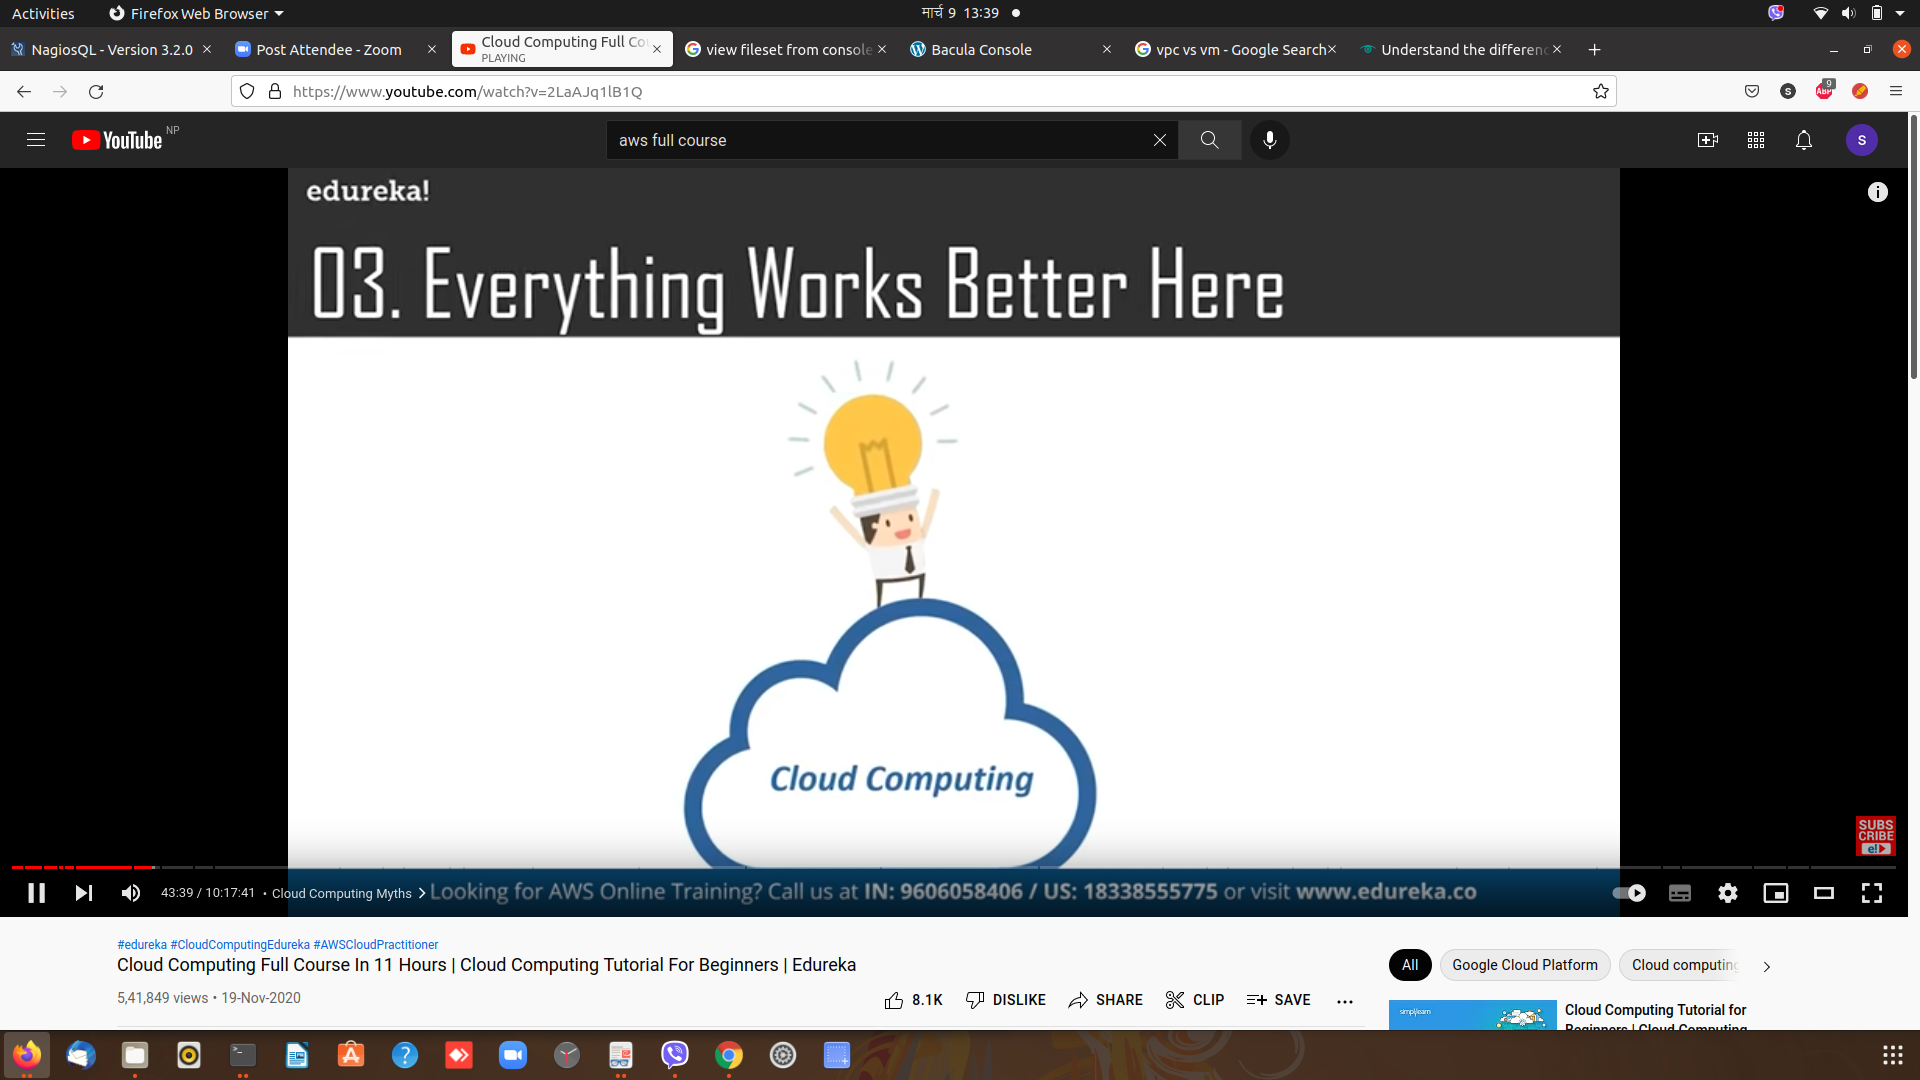 Activities
Firefox Web Browser
मार्च 9 13:39
NagiosQL - Version 3.2.0
Post Attendee - Zoom
Cloud Computing Full Co
PLAYING
view fileset from console
Bacula Console
vpc vs vm - Google Search
Understand the differen
https://www.youtube.com/watch?v=2LaAJq1lB1Q
S
ABP
9
YouTube
NP
aws full course
S
edureka!
03. Everything Works Better Here
Cloud Computing
SUBS
CRIBE
e!
43:39 / 10:17:41 • Cloud Computing Myths
Looking for AWS Online Training? Call us at IN: 9606058406 / US: 18338555775 or visit www.edureka.co
#edureka #CloudComputingEdureka #AWSCloudPractitioner
Cloud Computing Full Course In 11 Hours | Cloud Computing Tutorial For Beginners | Edureka
5,41,849 views • 19-Nov-2020
8.1K
DISLIKE
SHARE
CLIP
SAVE
All
Google Cloud Platform
Cloud computing
simplilearn
Cloud Computing Tutorial for
Beginners | Cloud Computing